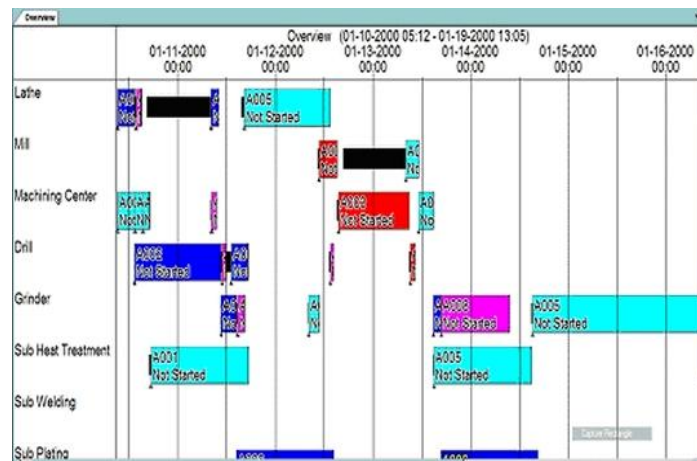 Overview
Overview (01-10-2000 05:12 - 01-19-2000 13:05)
01-11-2000 01-12-2000 01-13-2000 01-14-2000 01-15-2000 01-16-2000
00:00 00:00 00:00 00:00 00:00 00:00
Lathe
A005
Not Started
Mill
Machining Center
Not Started
Drill
A002
Not Started
Grinder
A008
Not Started
A005
Not Started
Sub Heat Treatment
A001
Not Started
A005
Not Started
Sub Welding
Capture Rectangle
Sub Plating